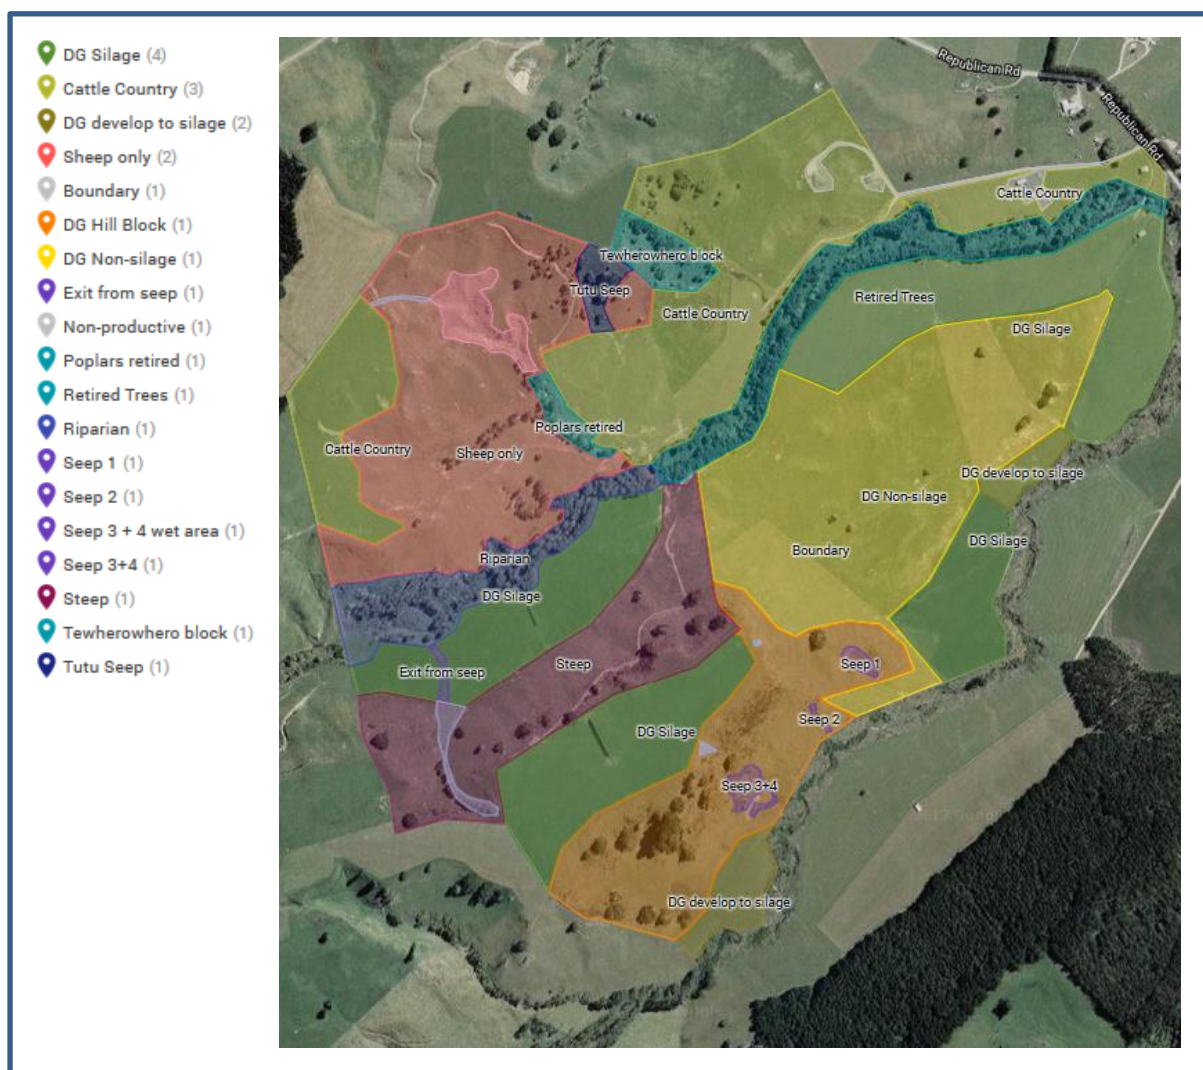 DG Silage (4)
Cattle Country (3)
DG develop to silage (2)
Sheep only (2)
Boundary (1)
DG Hill Block (1)
DG Non-silage (1)
Exit from seep (1)
Non-productive (1)
Poplars retired (1)
Retired Trees (1)
Riparian (1)
Seep 1 (1)
Seep 2 (1)
Seep 3 + 4 wet area (1)
Seep 3+4 (1)
Steep (1)
Tewherowhero block (1)
Tutu Seep (1)
Republican Rd
Republican Rd
Cattle Country
Tewherowhero block
Tutu Seep
Retired Trees
Cattle Country
DG Silage
Poplars retired
Cattle Country
Sheep only
DG develop to silage
DG Non-silage
DG Silage
Boundary
Riparian
DG Silage
Steep
Seep 1
Exit from seep
Seep 2
DG Silage
Seep 3+4
DG develop to silage